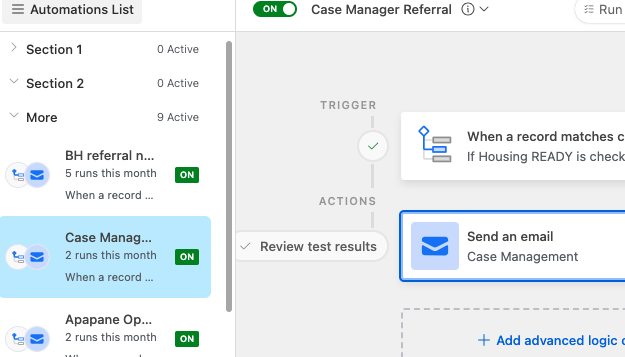 Automations List
ON
Case Manager Referral
Run
Section 1
0 Active
Section 2
0 Active
More
9 Active
BH referral n...
5 runs this month
ON
When a record ...
Case Manag...
2 runs this month
ON
When a record ...
Apapane Op...
2 runs this month
ON
When a record ...
TRIGGER
When a record matches c
If Housing READY is check
ACTIONS
Review test results
Send an email
Case Management
+ Add advanced logic o